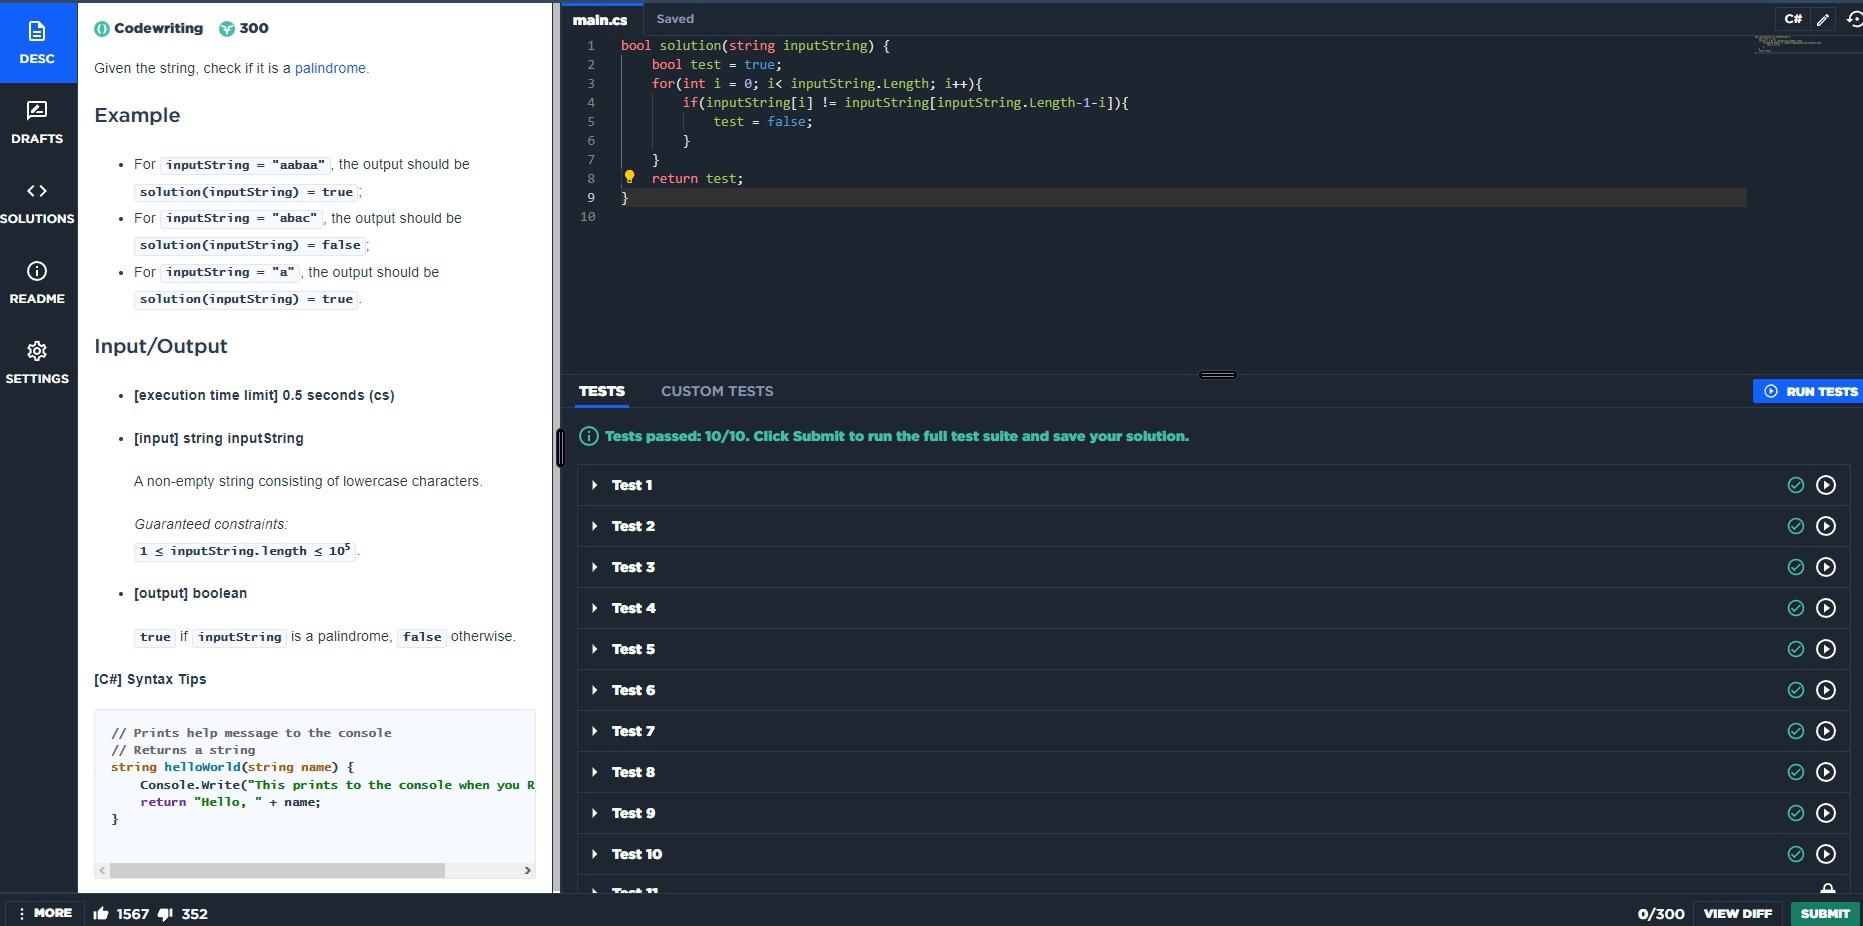 DESC
DRAFTS
SOLUTIONS
README
SETTINGS
Codewriting 300
Given the string, check if it is a palindrome.
Example
• For inputString = "aabaa", the output should be
solution(inputString) = true;
• For inputString = "abac", the output should be
solution(inputString) = false;
• For inputString = "a", the output should be
solution(inputString) = true.
Input/Output
• [execution time limit] 0.5 seconds (cs)
• [input] string inputString
A non-empty string consisting of lowercase characters.
Guaranteed constraints:
1 ≤ inputString.length ≤ 10⁵.
• [output] boolean
true if inputString is a palindrome, false otherwise.
[C#] Syntax Tips
// Prints help message to the console
// Returns a string
string helloWorld(string name) {
    Console.Write("This prints to the console when you R
    return "Hello, " + name;
}
main.cs Saved C#
1 bool solution(string inputString) {
2     bool test = true;
3     for(int i = 0; i< inputString.Length; i++){
4         if(inputString[i] != inputString[inputString.Length-1-i]){
5             test = false;
6         }
7     }
8     return test;
9 }
10
TESTS CUSTOM TESTS RUN TESTS
Tests passed: 10/10. Click Submit to run the full test suite and save your solution.
Test 1
Test 2
Test 3
Test 4
Test 5
Test 6
Test 7
Test 8
Test 9
Test 10
Test 11
MORE 1567 352 0/300 VIEW DIFF SUBMIT